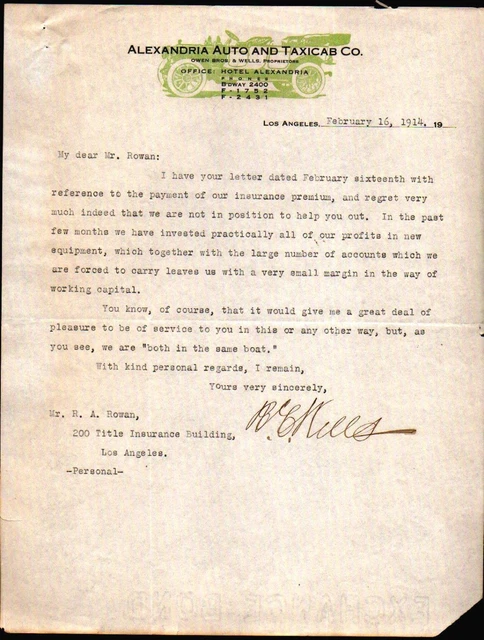 ALEXANDRIA AUTO AND TAXICAB CO.
OWEN BROS. & WELLS, PROPRIETORS
OFFICE: HOTEL ALEXANDRIA
PHONES
BDWAY 2400
F-1752
F-2431
LOS ANGELES, February 16, 1914. 19
My dear Mr. Rowan:
I have your letter dated February sixteenth with
reference to the payment of our insurance premium, and regret very
much indeed that we are not in position to help you out. In the past
few months we have invested practically all of our profits in new
equipment, which together with the large number of accounts which we
are forced to carry leaves us with a very small margin in the way of
working capital.
You know, of course, that it would give me a great deal of
pleasure to be of service to you in this or any other way, but, as
you see, we are "both in the same boat."
With kind personal regards, I remain,
Yours very sincerely,
Mr. R. A. Rowan,
200 Title Insurance Building,
Los Angeles.
-Personal-
Wells
EXCHANGE BOND